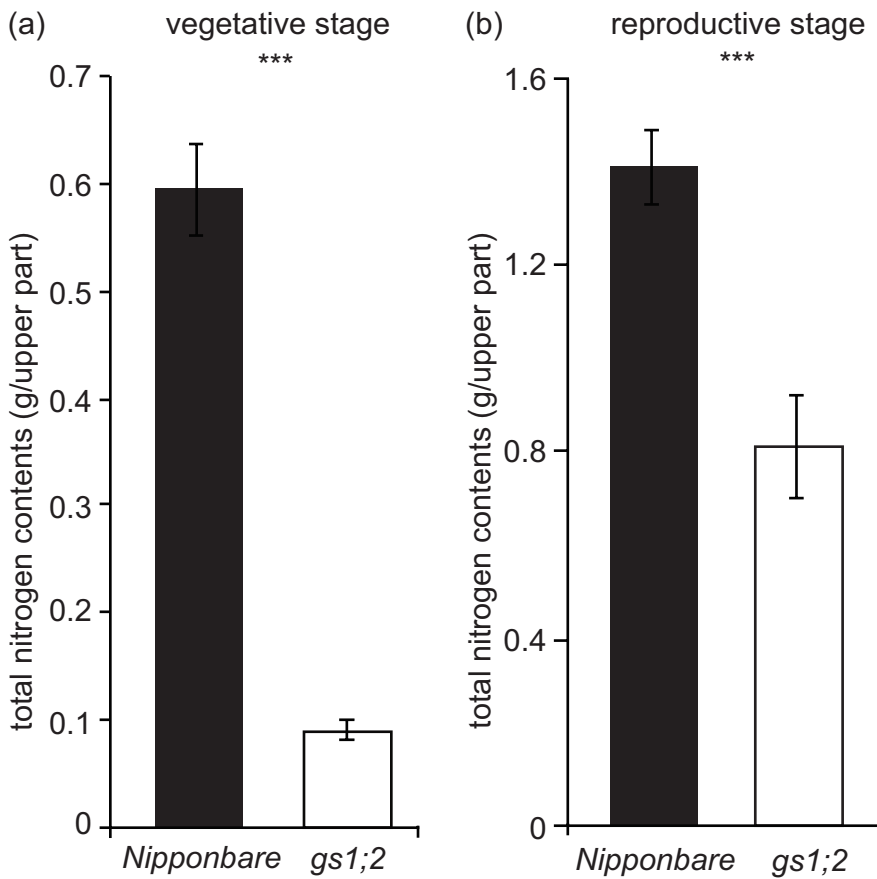 (a) vegetative stage
***
total nitrogen contents (g/upper part)
0.7
0.6
0.5
0.4
0.3
0.2
0.1
0
Nipponbare gs1;2
(b) reproductive stage
***
total nitrogen contents (g/upper part)
1.6
1.2
0.8
0.4
0
Nipponbare gs1;2